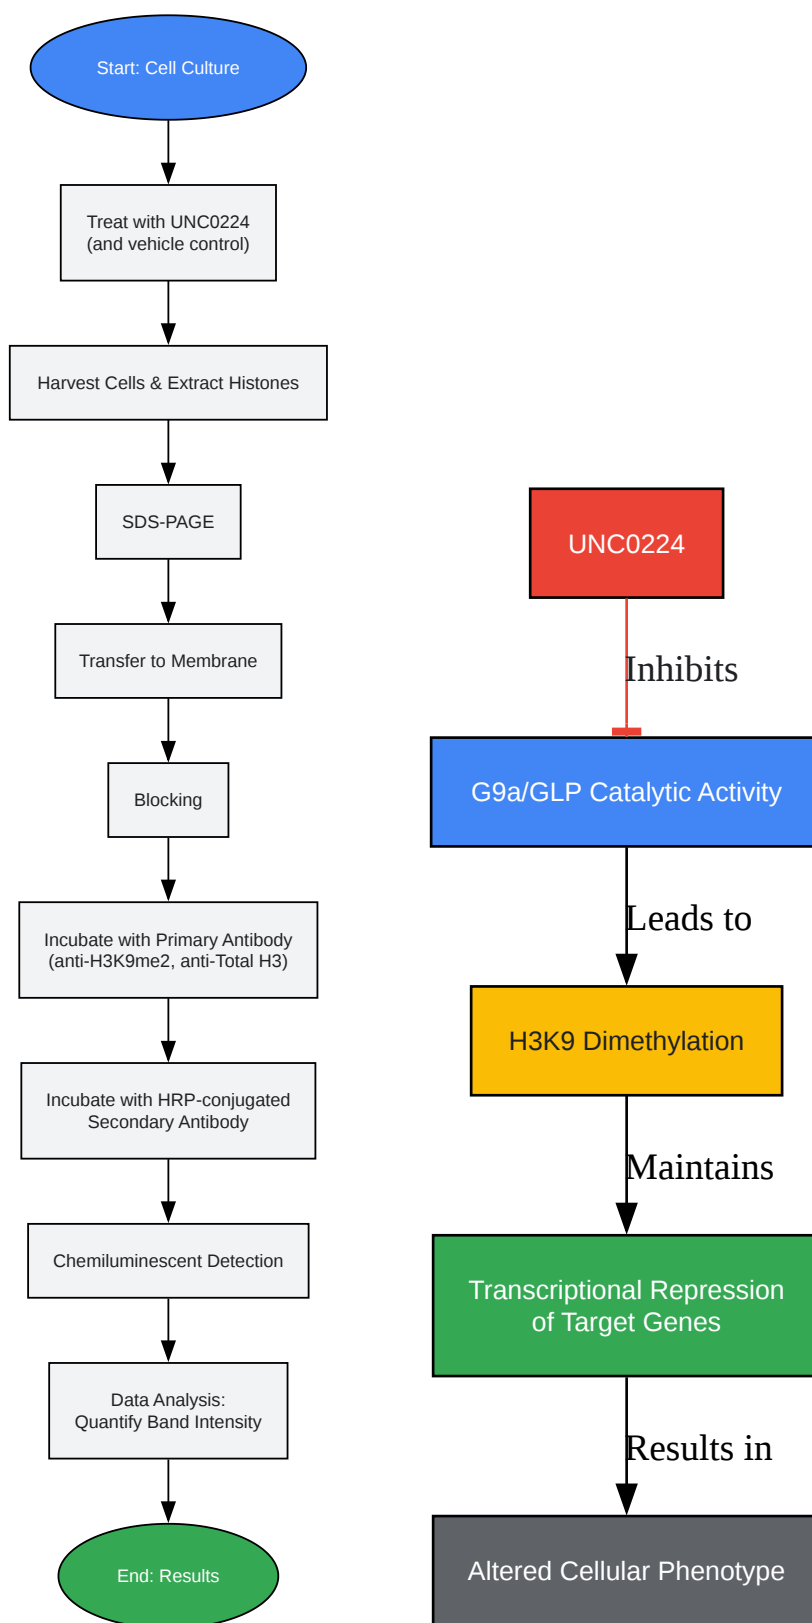 Start: Cell Culture
Treat with UNC0224
(and vehicle control)
Harvest Cells & Extract Histones
SDS-PAGE
Transfer to Membrane
Blocking
Incubate with Primary Antibody
(anti-H3K9me2, anti-Total H3)
Incubate with HRP-conjugated
Secondary Antibody
Chemiluminescent Detection
Data Analysis:
Quantify Band Intensity
End: Results
UNC0224
Inhibits
G9a/GLP Catalytic Activity
Leads to
H3K9 Dimethylation
Maintains
Transcriptional Repression
of Target Genes
Results in
Altered Cellular Phenotype